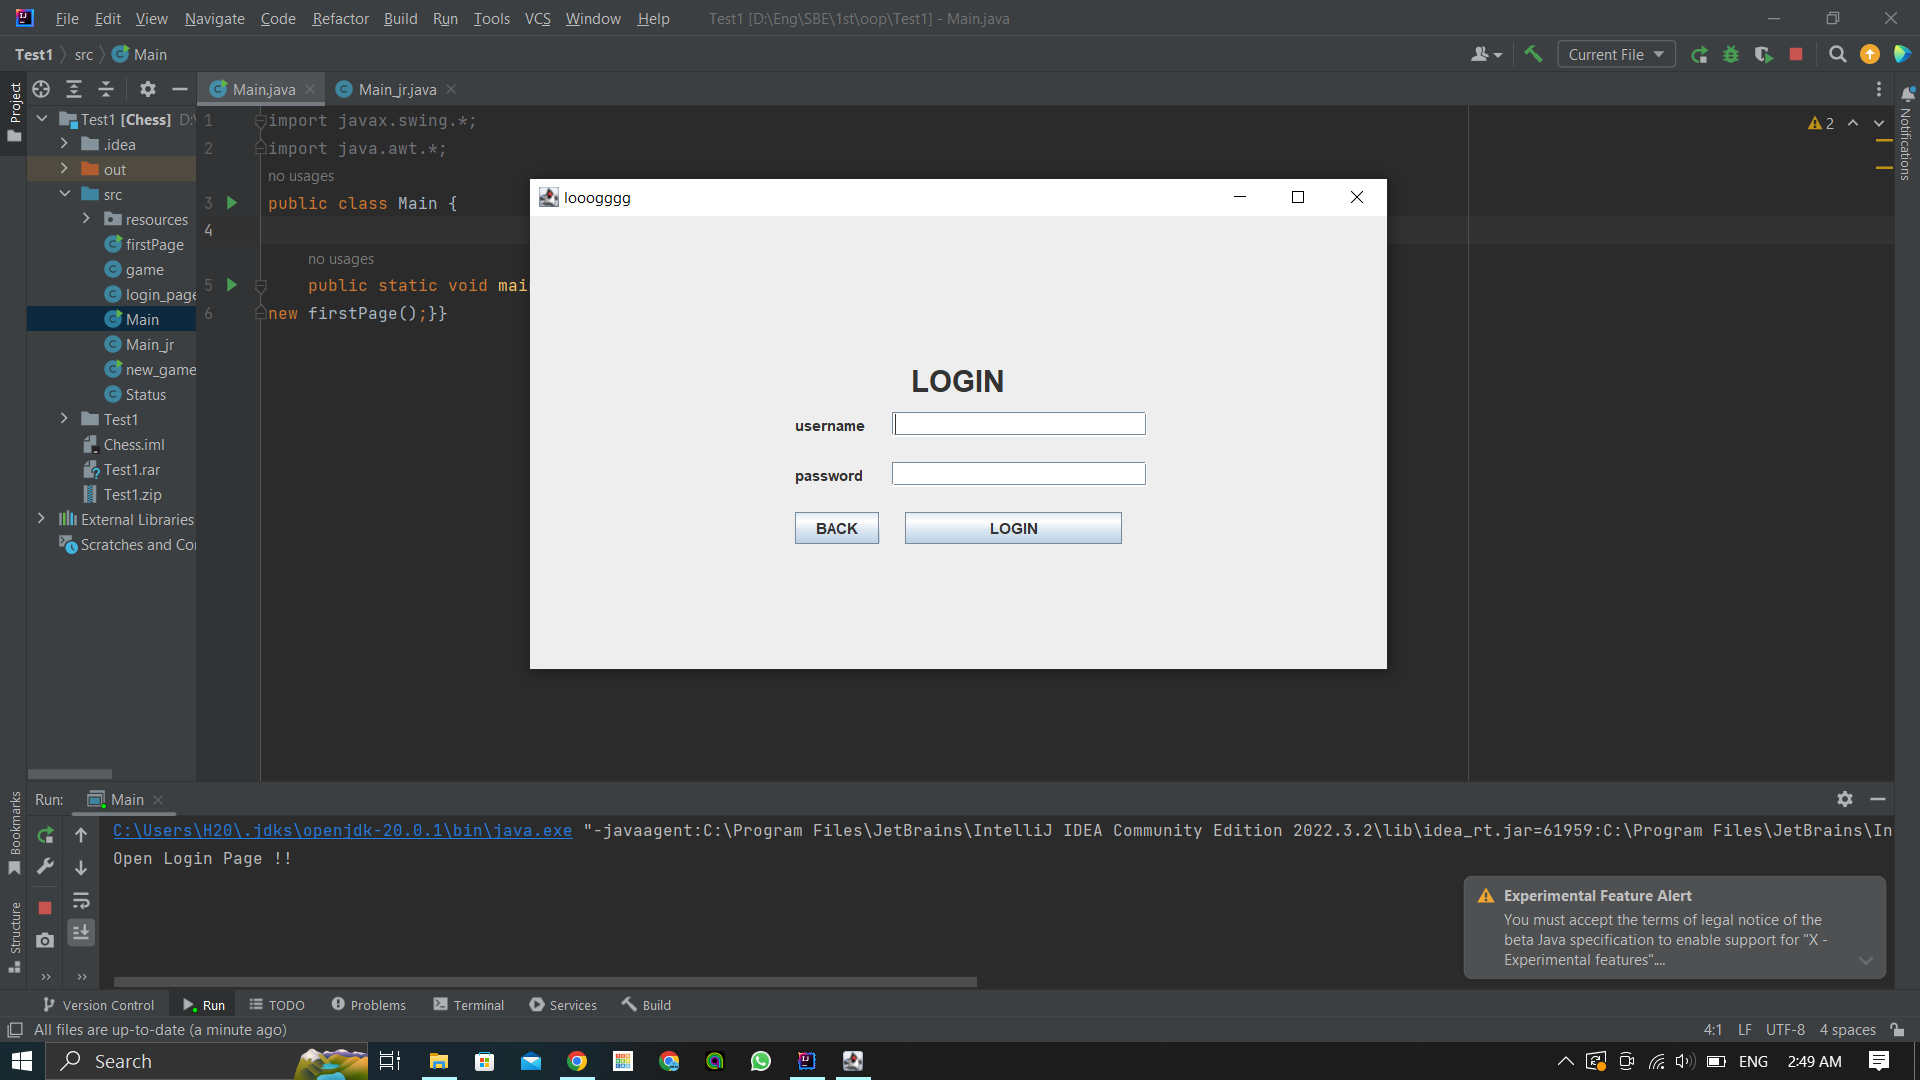 File Edit View Navigate Code Refactor Build Run Tools VCS Window Help Test1 [D:\Eng\SBE\1st\oop\Test1] - Main.java
Test1 src Main Current File
Project
Main.java Main_jr.java
Notifications
Test1 [Chess] D:\
.idea
out
src
resources
firstPage
game
login_page
Main
Main_jr
new_game
Status
Test1
Chess.iml
Test1.rar
Test1.zip
External Libraries
Scratches and Co
1 import javax.swing.*;
2 import java.awt.*;
no usages
3 public class Main {
4
no usages
5 public static void mai
6 new firstPage();}}
2
looogggg
LOGIN
username
password
BACK LOGIN
Run: Main
Bookmarks
Structure
C:\Users\H20\.jdks\openjdk-20.0.1\bin\java.exe "-javaagent:C:\Program Files\JetBrains\IntelliJ IDEA Community Edition 2022.3.2\lib\idea_rt.jar=61959:C:\Program Files\JetBrains\In
Open Login Page !!
Experimental Feature Alert
You must accept the terms of legal notice of the
beta Java specification to enable support for "X -
Experimental features"....
Version Control Run TODO Problems Terminal Services Build
All files are up-to-date (a minute ago) 4:1 LF UTF-8 4 spaces
Search ENG 2:49 AM